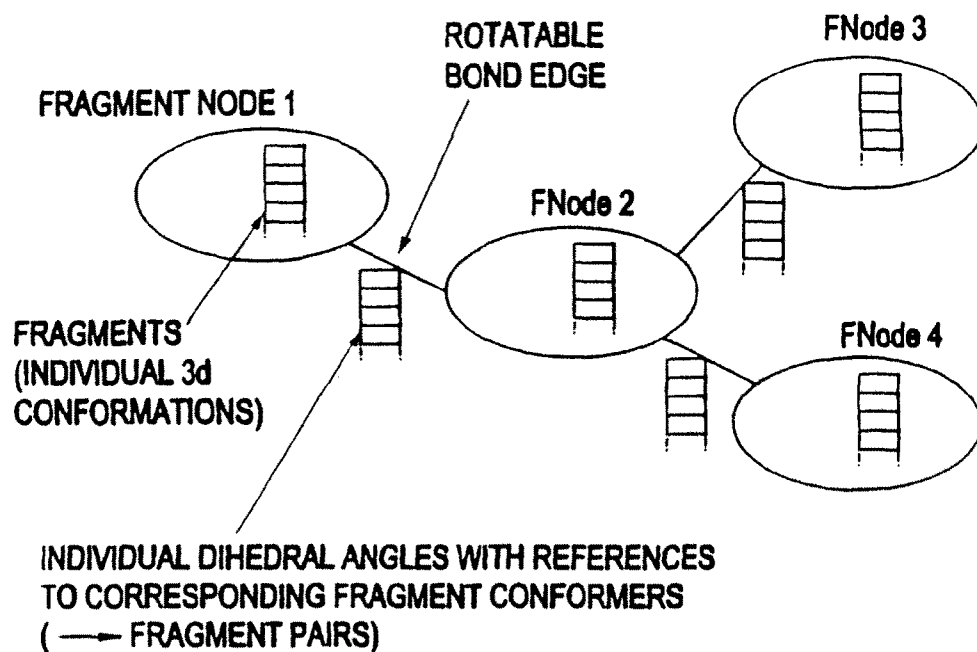 ROTATABLE
BOND EDGE
FNode 3
FRAGMENT NODE 1
FNode 2
FNode 4
FRAGMENTS
(INDIVIDUAL 3d
CONFORMATIONS)
INDIVIDUAL DIHEDRAL ANGLES WITH REFERENCES
TO CORRESPONDING FRAGMENT CONFORMERS
( → FRAGMENT PAIRS)